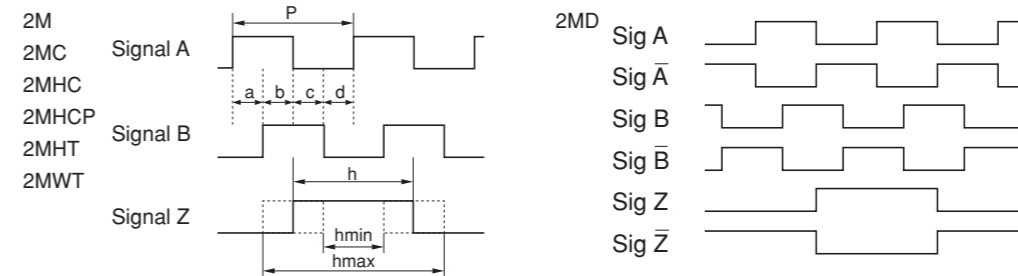 2M
2MC
2MHC
2MHCP
2MHT
2MWT
P
Signal A
a b c d
Signal B
h
Signal Z
hmin
hmax
2MD
Sig A
Sig A̅
Sig B
Sig B̅
Sig Z
Sig Z̅